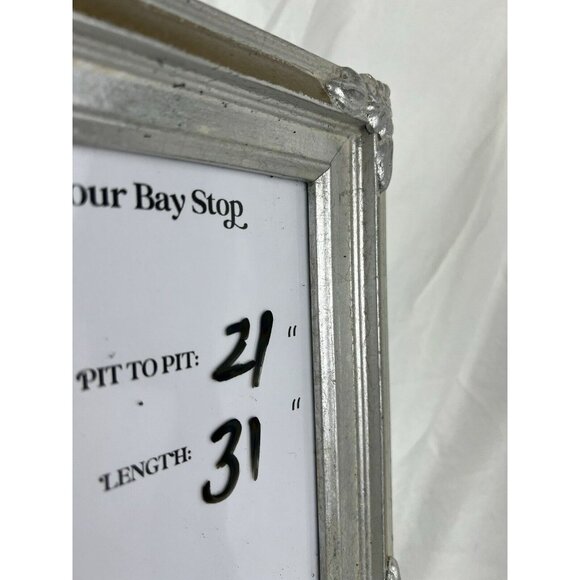 our Bay Stop
PIT TO PIT: 21 "
LENGTH: 31 "